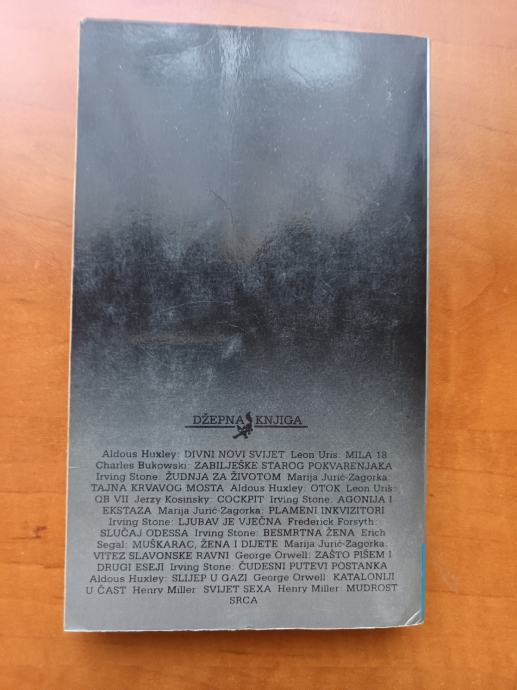 DŽEPNA KNJIGA
Aldous Huxley: DIVNI NOVI SVIJET Leon Uris: MILA 18
Charles Bukowski: ZABILJEŠKE STAROG POKVARENJAKA
Irving Stone: ŽUDNJA ZA ŽIVOTOM Marija Jurić-Zagorka:
TAJNA KRVAVOG MOSTA Aldous Huxley: OTOK Leon Uris:
QB VII Jerzy Kosinsky: COCKPIT Irving Stone: AGONIJA I
EKSTAZA Marija Jurić-Zagorka: PLAMENI INKVIZITORI
Irving Stone: LJUBAV JE VJEČNA Frederick Forsyth:
SLUČAJ ODESSA Irving Stone: BESMRTNA ŽENA Erich
Segal: MUŠKARAC, ŽENA I DIJETE Marija Jurić-Zagorka:
VITEZ SLAVONSKE RAVNI George Orwell: ZAŠTO PIŠEM I
DRUGI ESEJI Irving Stone: ČUDESNI PUTEVI POSTANKA
Aldous Huxley: SLIJEP U GAZI George Orwell: KATALONIJI
U ČAST Henry Miller: SVIJET SEXA Henry Miller: MUDROST
SRCA